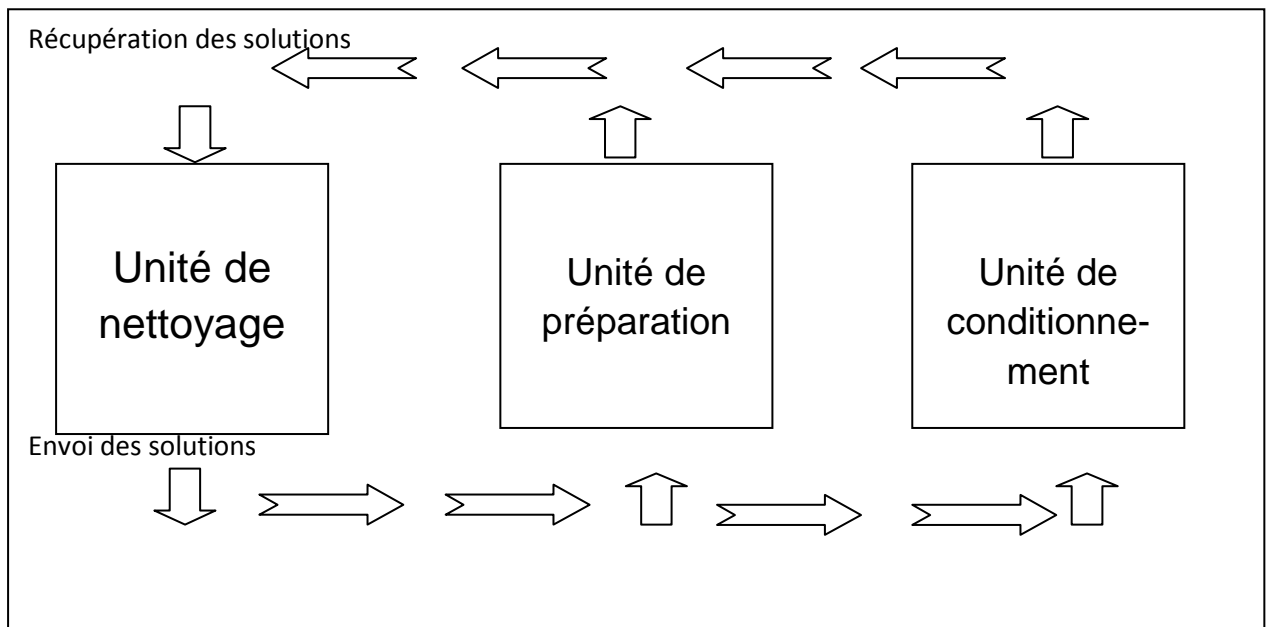 Récupération des solutions
Unité de
nettoyage
Unité de
préparation
Unité de
conditionne-
ment
Envoi des solutions